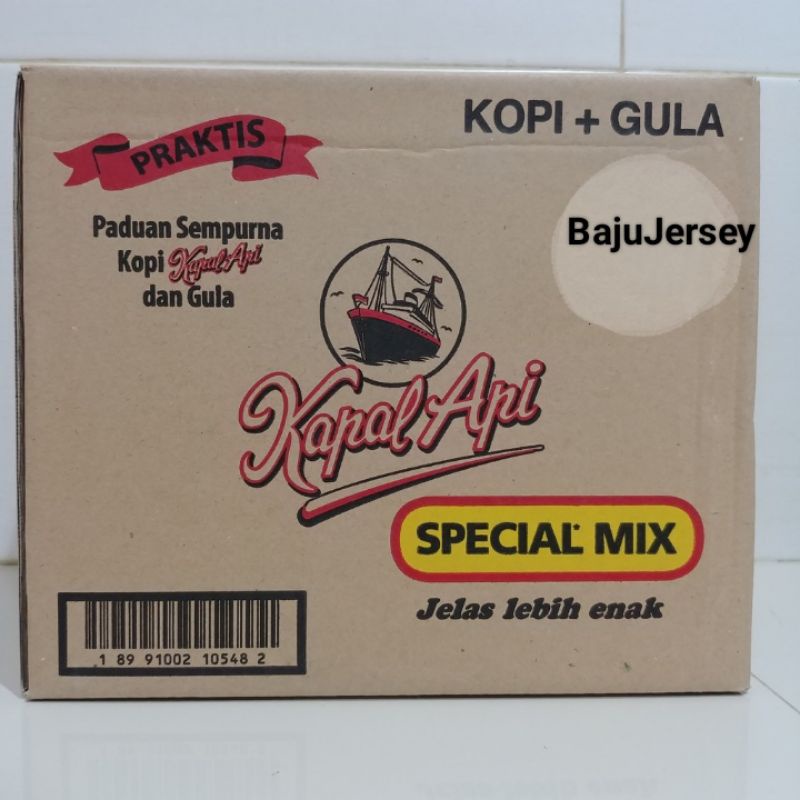 PRAKTIS
KOPI + GULA
Paduan Sempurna
Kopi Kapal Api
dan Gula
BajuJersey
Kapal Api
SPECIAL* MIX
Jelas lebih enak
1 89 91002 10548 2